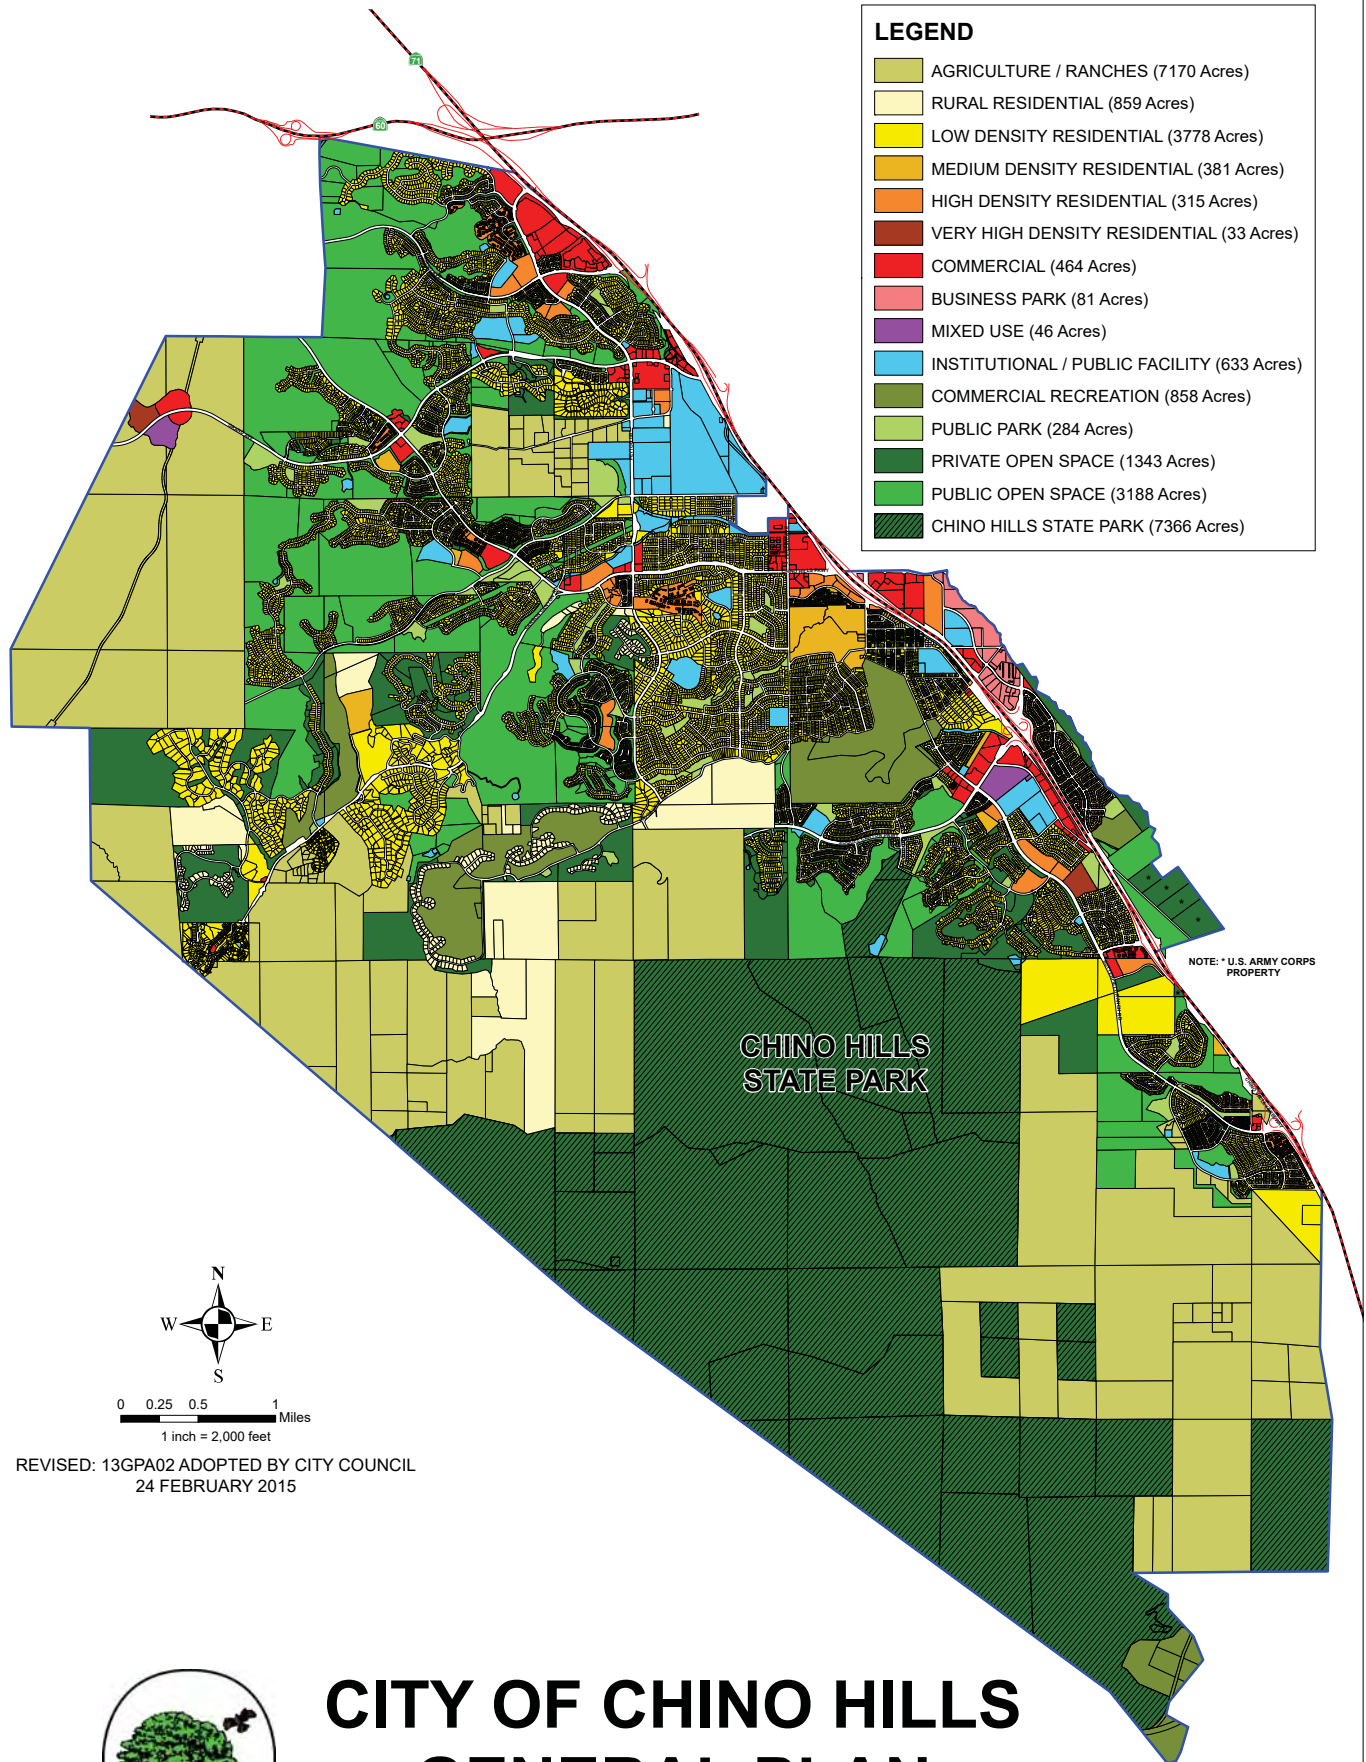 LEGEND
AGRICULTURE / RANCHES (7170 Acres)
RURAL RESIDENTIAL (859 Acres)
LOW DENSITY RESIDENTIAL (3778 Acres)
MEDIUM DENSITY RESIDENTIAL (381 Acres)
HIGH DENSITY RESIDENTIAL (315 Acres)
VERY HIGH DENSITY RESIDENTIAL (33 Acres)
COMMERCIAL (464 Acres)
BUSINESS PARK (81 Acres)
MIXED USE (46 Acres)
INSTITUTIONAL / PUBLIC FACILITY (633 Acres)
COMMERCIAL RECREATION (858 Acres)
PUBLIC PARK (284 Acres)
PRIVATE OPEN SPACE (1343 Acres)
PUBLIC OPEN SPACE (3188 Acres)
CHINO HILLS STATE PARK (7366 Acres)
71
60
NOTE: * U.S. ARMY CORPS
PROPERTY
CHINO HILLS
STATE PARK
N
W E
S
0 0.25 0.5 1
Miles
1 inch = 2,000 feet
REVISED: 13GPA02 ADOPTED BY CITY COUNCIL
24 FEBRUARY 2015
CITY OF CHINO HILLS
GENERAL PLAN